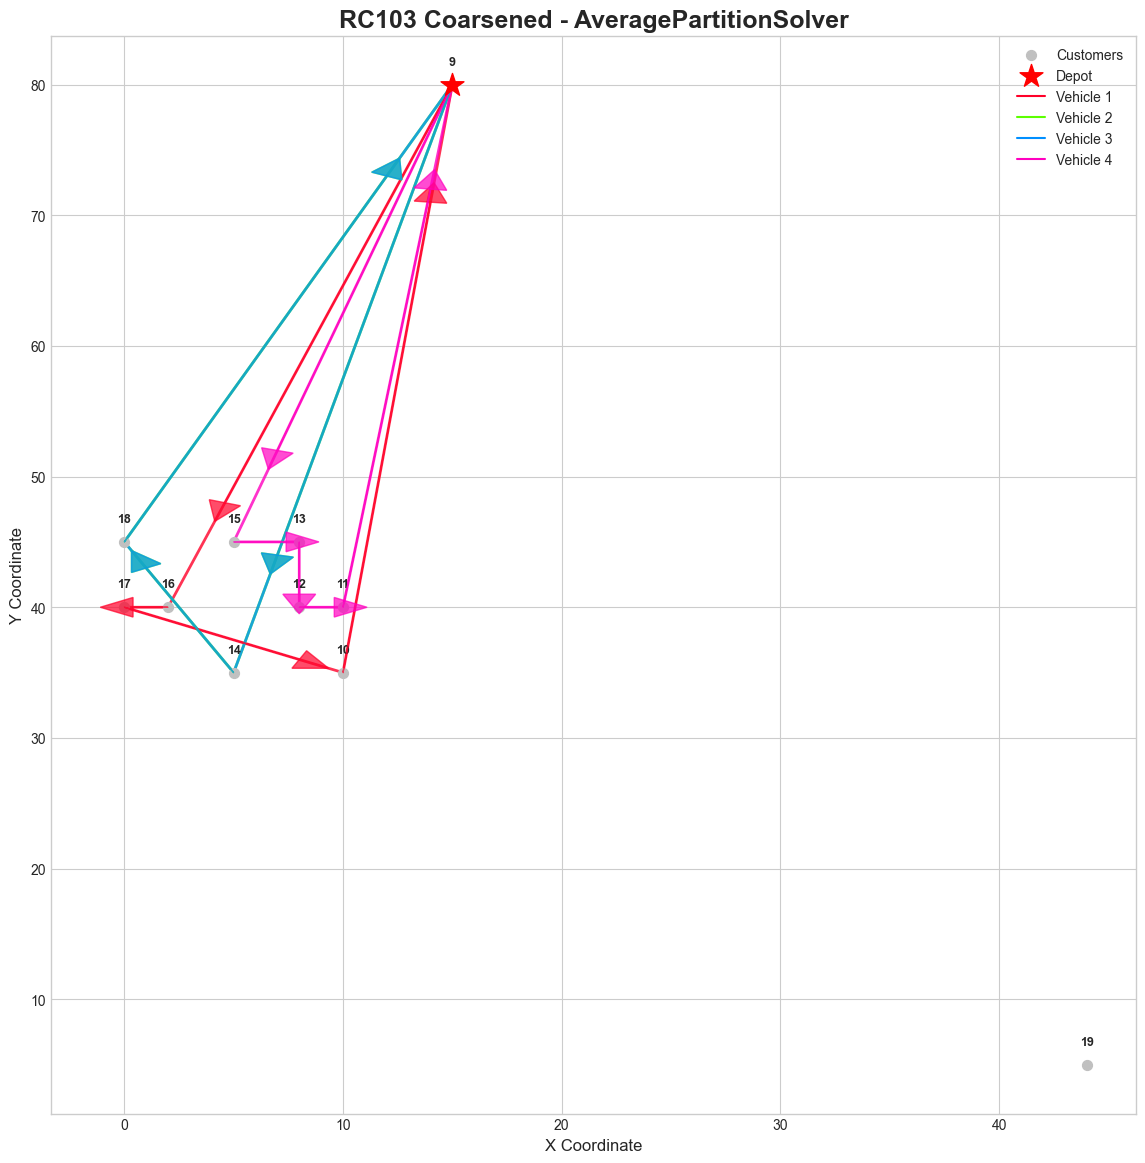 RC103 Coarsened - AveragePartitionSolver
Customers
Depot
Vehicle 1
Vehicle 2
Vehicle 3
Vehicle 4
9
80
70
60
50
40
30
20
10
18
15
13
17
16
12
11
14
10
19
0
10
20
30
40
X Coordinate
Y Coordinate